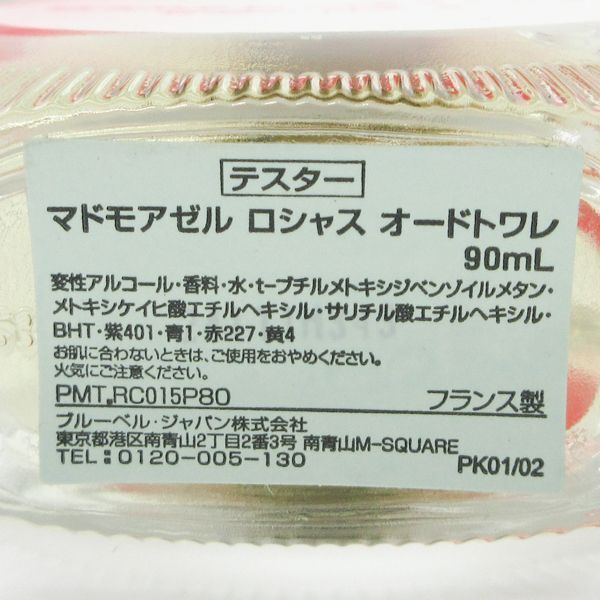 テスター
マドモアゼル ロシャス オードトワレ
90mL
変性アルコール・香料・水・t-ブチルメトキシジベンゾイルメタン・
メトキシケイヒ酸エチルヘキシル・サリチル酸エチルヘキシル・
BHT・紫401・青1・赤227・黄4
お肌に合わないときは、ご使用をおやめください。
火気にご注意ください。
PMT RC015P80 フランス製
ブルーベル・ジャパン株式会社
東京都港区南青山2丁目2番3号 南青山M-SQUARE
TEL 0120-005-130 PK01/02